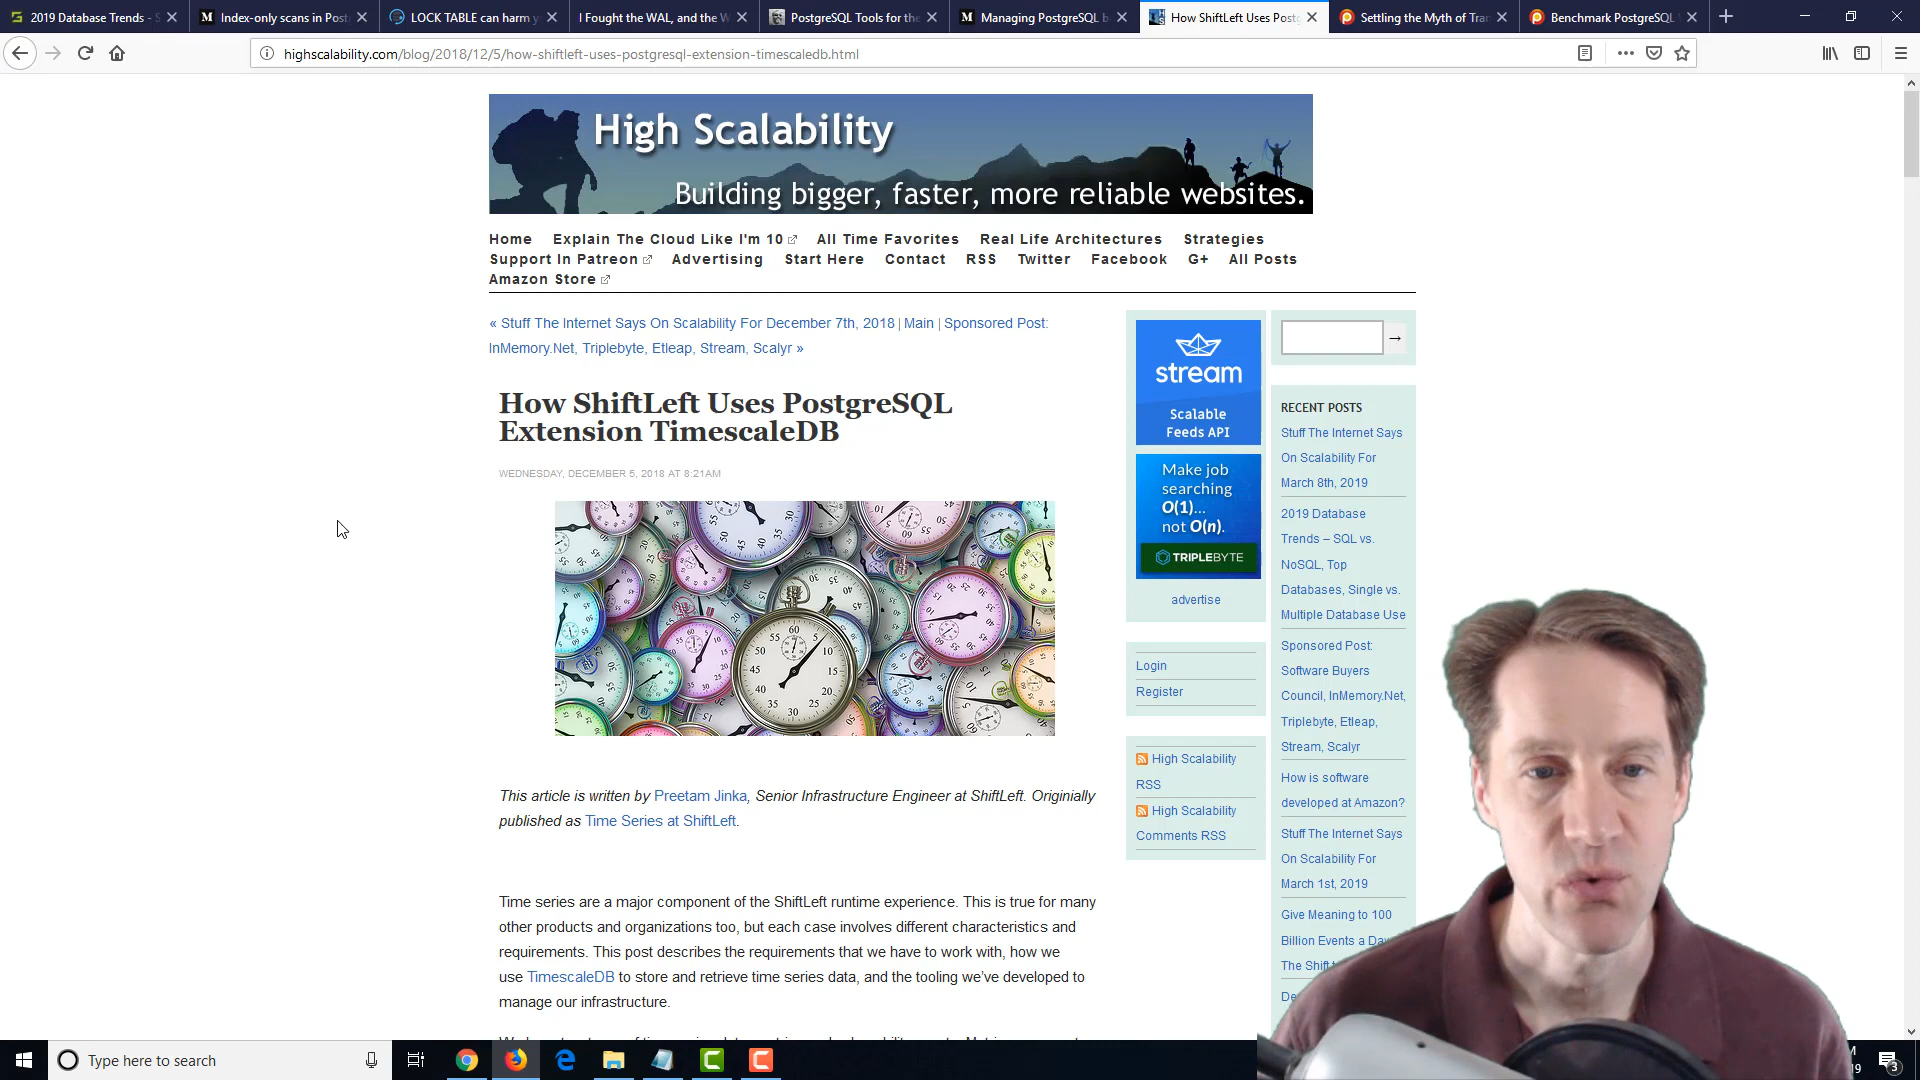 2019 Database Trends - S
Index-only scans in Post
LOCK TABLE can harm y
I Fought the WAL, and the W
PostgreSQL Tools for the
Managing PostgreSQL b
How ShiftLeft Uses Postg
Settling the Myth of Tran
Benchmark PostgreSQL
highscalability.com/blog/2018/12/5/how-shiftleft-uses-postgresql-extension-timescaledb.html
High Scalability
Building bigger, faster, more reliable websites.
Home Explain The Cloud Like I'm 10 All Time Favorites Real Life Architectures Strategies
Support In Patreon Advertising Start Here Contact RSS Twitter Facebook G+ All Posts
Amazon Store
« Stuff The Internet Says On Scalability For December 7th, 2018 | Main | Sponsored Post:
InMemory.Net, Triplebyte, Etleap, Stream, Scalyr »
How ShiftLeft Uses PostgreSQL
Extension TimescaleDB
WEDNESDAY, DECEMBER 5, 2018 AT 8:21AM
This article is written by Preetam Jinka, Senior Infrastructure Engineer at ShiftLeft. Originally
published as Time Series at ShiftLeft.
Time series are a major component of the ShiftLeft runtime experience. This is true for many
other products and organizations too, but each case involves different characteristics and
requirements. This post describes the requirements that we have to work with, how we
use TimescaleDB to store and retrieve time series data, and the tooling we've developed to
manage our infrastructure.
stream
Scalable
Feeds API
Make job
searching
O(1)...
not O(n).
TRIPLEBYTE
advertise
Login
Register
High Scalability
RSS
High Scalability
Comments RSS
→
RECENT POSTS
Stuff The Internet Says
On Scalability For
March 8th, 2019
2019 Database
Trends – SQL vs.
NoSQL, Top
Databases, Single vs.
Multiple Database Use
Sponsored Post:
Software Buyers
Council, InMemory.Net,
Triplebyte, Etleap,
Stream, Scalyr
How is software
developed at Amazon?
Stuff The Internet Says
On Scalability For
March 1st, 2019
Give Meaning to 100
Billion Events a Day
The Shift
De
Type here to search
M
19
3